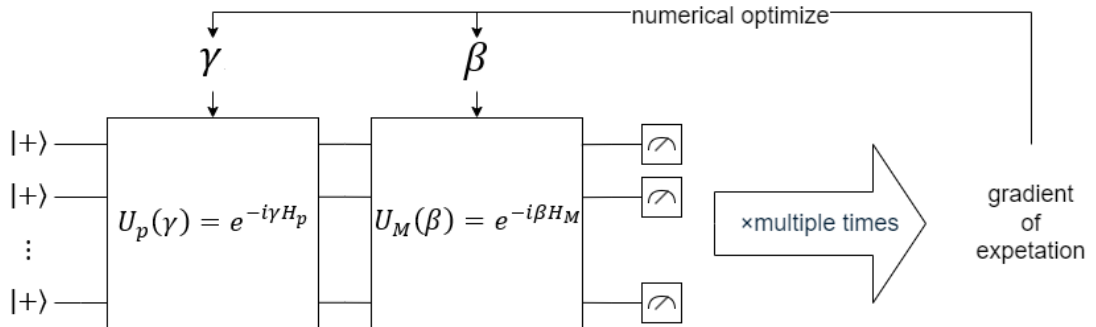 numerical optimize
γ
β
|+⟩
|+⟩
⋮
|+⟩
U_p(γ) = e^{-iγH_p}
U_M(β) = e^{-iβH_M}
×multiple times
gradient
of
expetation